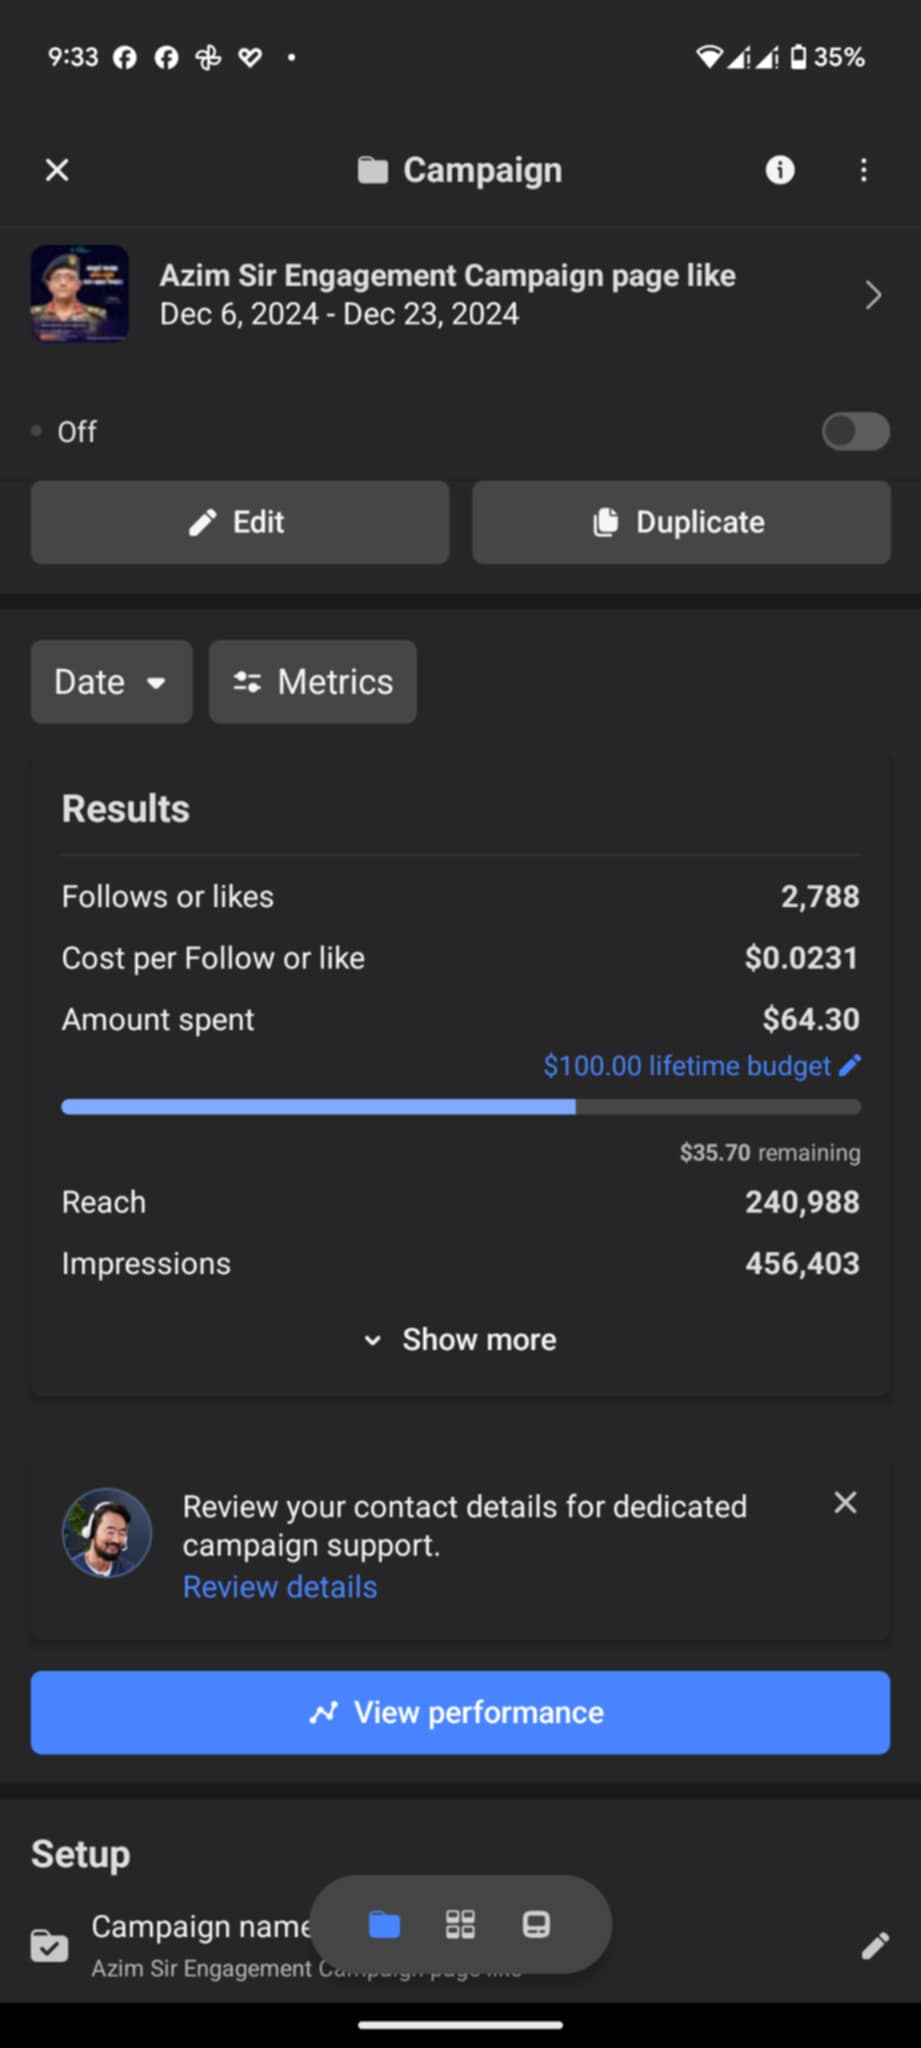 9:33
35%
Campaign
Azim Sir Engagement Campaign page like
Dec 6, 2024 - Dec 23, 2024
Off
Edit
Duplicate
Date
Metrics
Results
Follows or likes 2,788
Cost per Follow or like $0.0231
Amount spent $64.30
$100.00 lifetime budget
$35.70 remaining
Reach 240,988
Impressions 456,403
Show more
Review your contact details for dedicated
campaign support.
Review details
View performance
Setup
Campaign name
Azim Sir Engagement Campaign page like